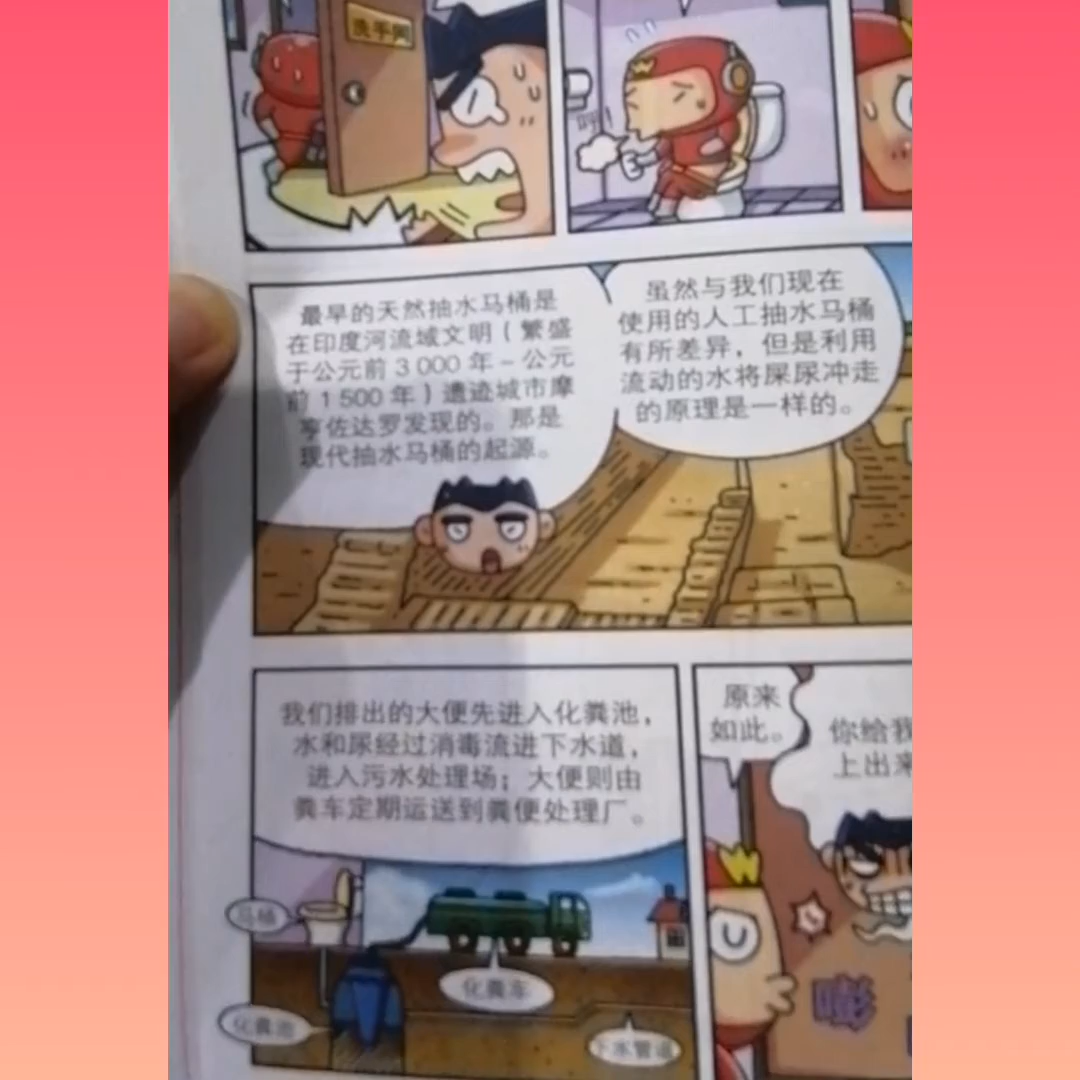 洗手间
最早的天然抽水马桶是
在印度河流域文明(繁盛
于公元前3 000年-公元
前1 500年)遗迹城市摩
亨佐达罗发现的。那是
现代抽水马桶的起源。
虽然与我们现在
使用的人工抽水马桶
有所差异,但是利用
流动的水将屎尿冲走
的原理是一样的。
我们排出的大便先进入化粪池,
水和尿经过消毒流进下水道,
进入污水处理场;大便则由
粪车定期运送到粪便处理厂。
马桶
化粪车
化粪池
下水管道
原来
如此。
你给我
上出来
嘭